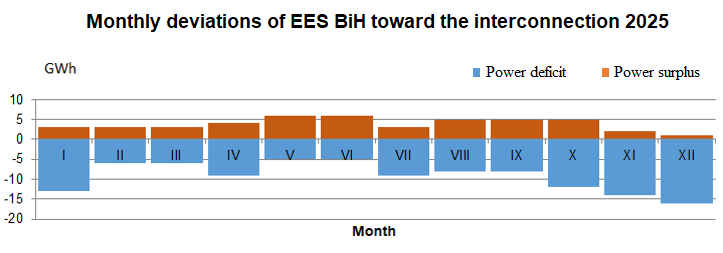 Monthly deviations of EES BiH toward the interconnection 2025
GWh
Power deficit Power surplus
10
5
0
I II III IV V VI VII VIII IX X XI XII
-5
-10
-15
-20
Month